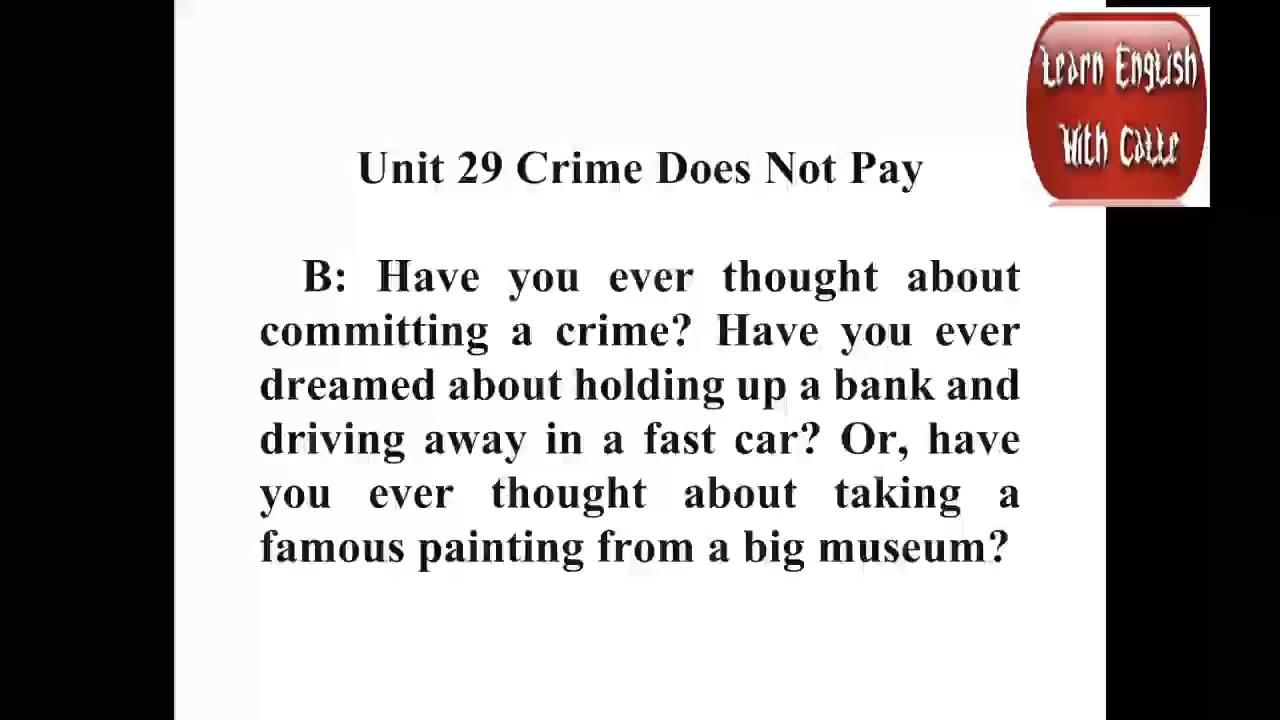 Learn English
With Catte
Unit 29 Crime Does Not Pay
B: Have you ever thought about
committing a crime? Have you ever
dreamed about holding up a bank and
driving away in a fast car? Or, have
you ever thought about taking a
famous painting from a big museum?